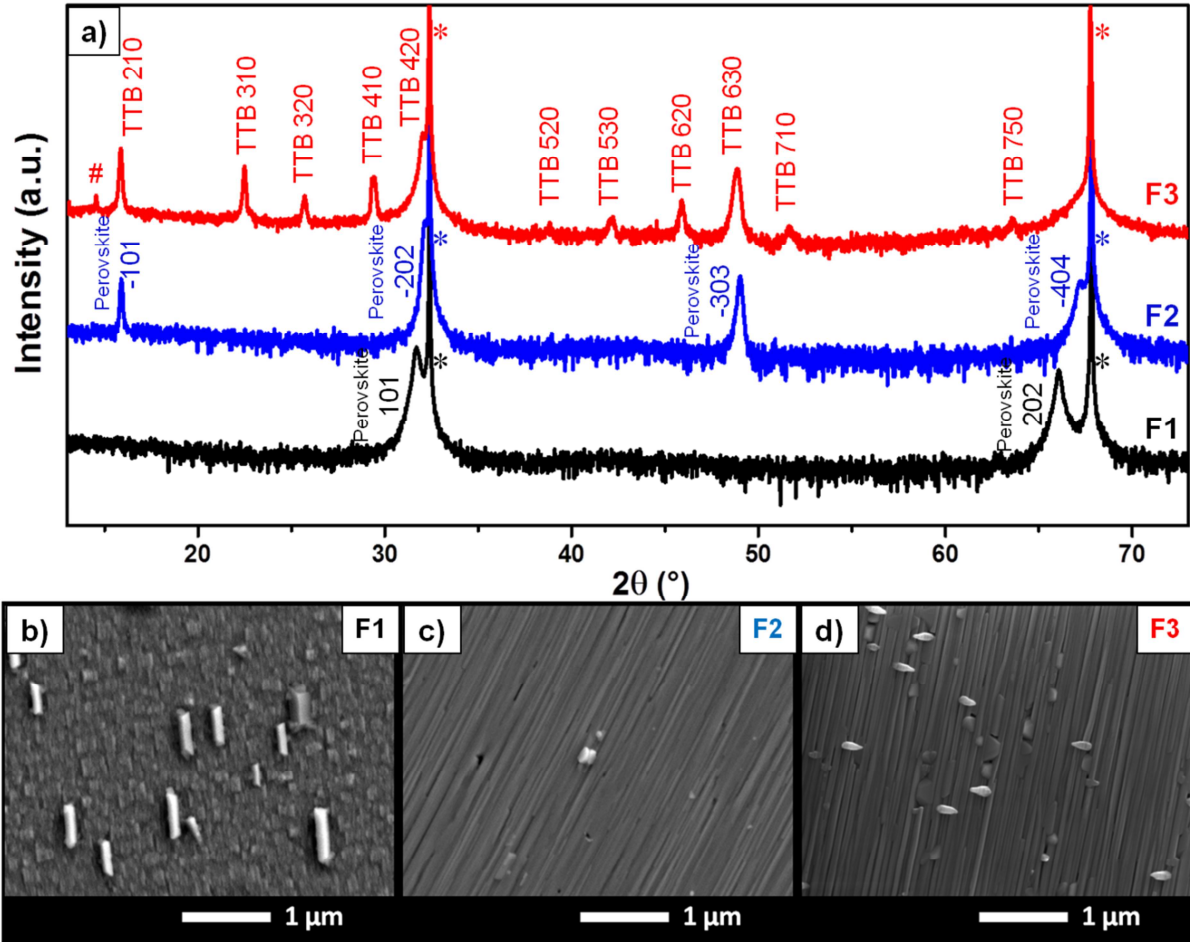 a)
Intensity (a.u.)
#
TTB 210
TTB 310
TTB 320
TTB 410
TTB 420
*
TTB 520
TTB 530
TTB 620
TTB 630
TTB 710
TTB 750
*
F3
Perovskite
-101
Perovskite
-202
*
Perovskite
-303
Perovskite
-404
*
F2
Perovskite
101
*
Perovskite
202
*
F1
20
30
40
50
60
70
2θ (°)
b)
F1
1 µm
c)
F2
1 µm
d)
F3
1 µm